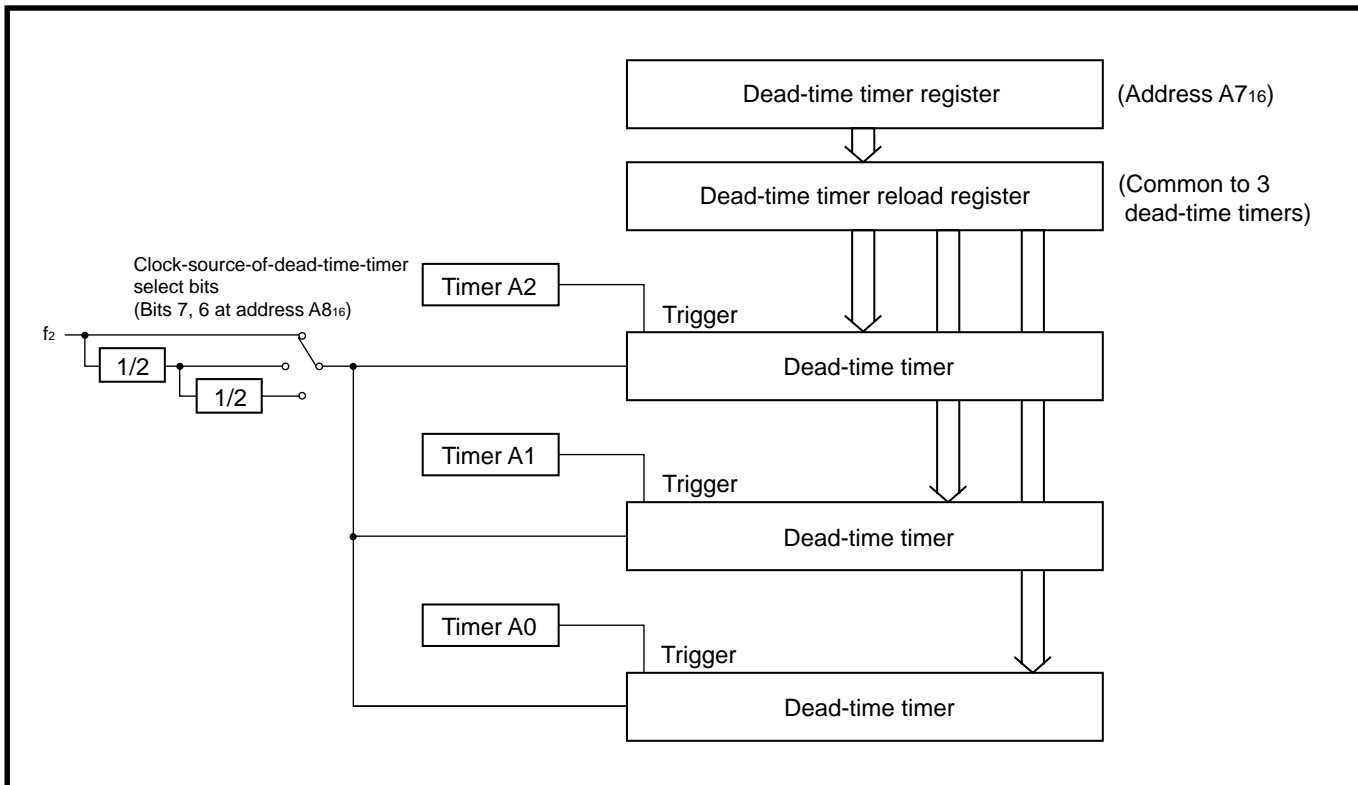 Dead-time timer register
(Address A7₁₆)
Dead-time timer reload register
(Common to 3
dead-time timers)
Clock-source-of-dead-time-timer
select bits
(Bits 7, 6 at address A8₁₆)
f₂
1/2
1/2
Timer A2
Trigger
Dead-time timer
Timer A1
Trigger
Dead-time timer
Timer A0
Trigger
Dead-time timer